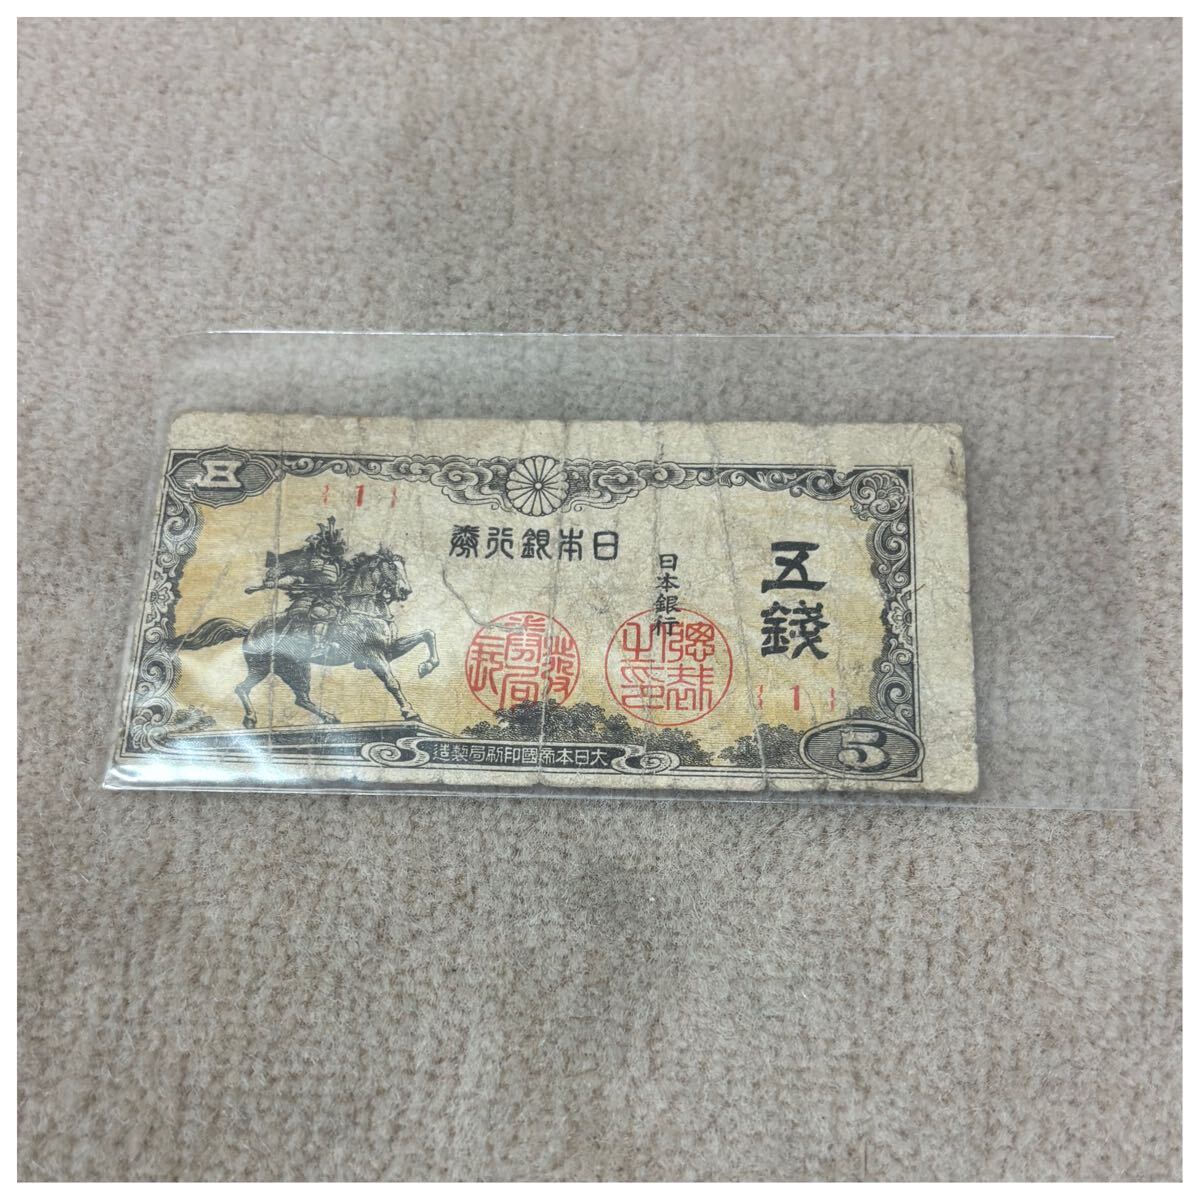 五
{1}
日本銀行券
日本銀行
五錢
總裁之印
發券局長
{1}
大日本帝國印刷局製造
5